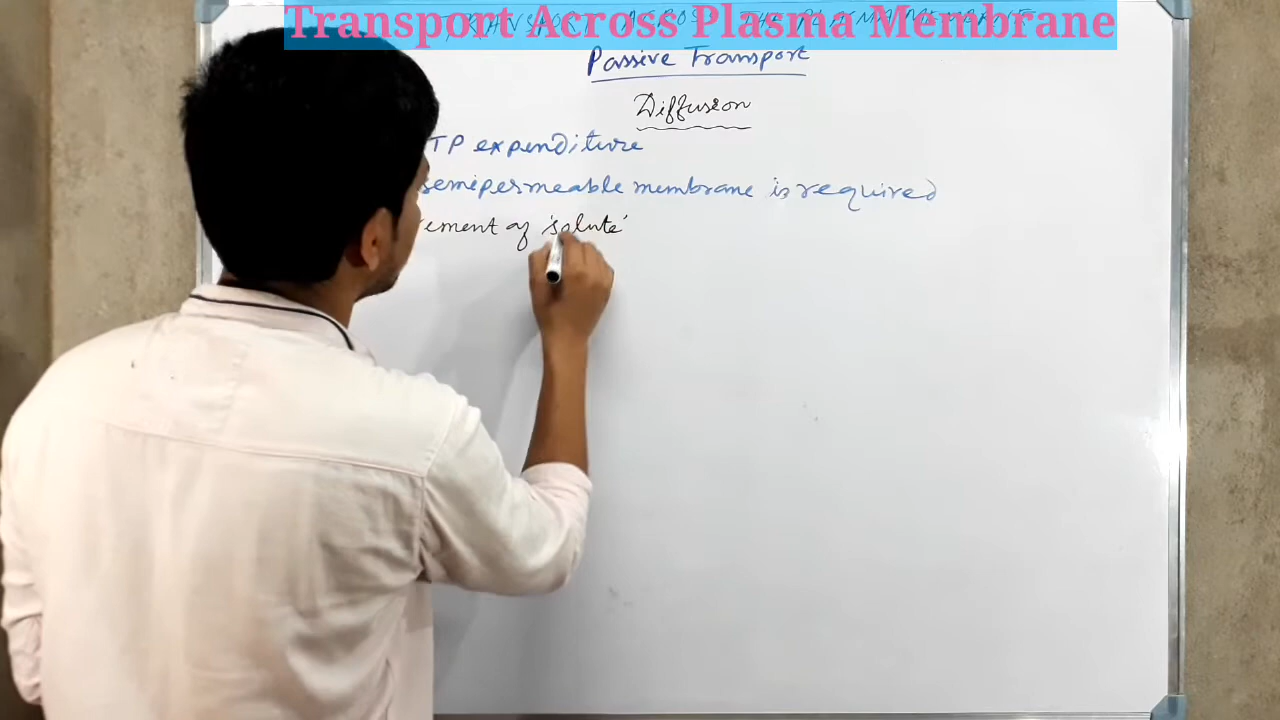 Transport Across Plasma Membrane
Passive Transport
Diffusion
TP expenditure
semipermeable membrane is required
ement of 'solute'